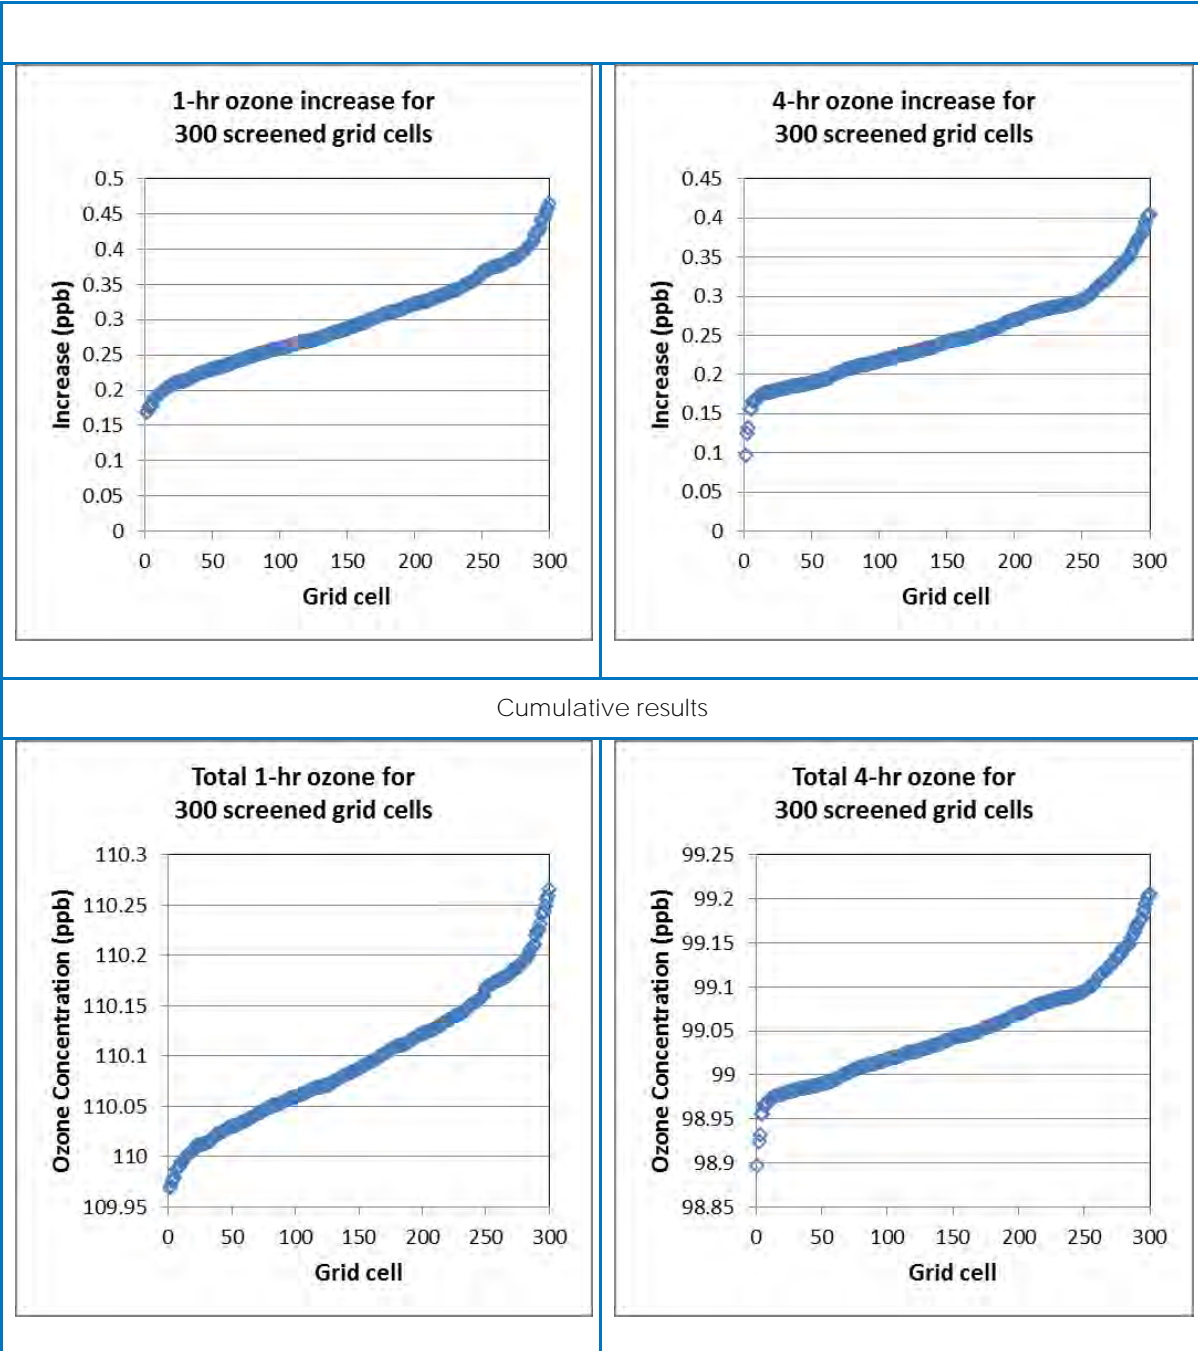 1-hr ozone increase for
300 screened grid cells
0.5
0.45
0.4
0.35
0.3
0.25
0.2
0.15
0.1
0.05
0
Increase (ppb)
0 50 100 150 200 250 300
Grid cell
4-hr ozone increase for
300 screened grid cells
0.45
0.4
0.35
0.3
0.25
0.2
0.15
0.1
0.05
0
Increase (ppb)
0 50 100 150 200 250 300
Grid cell
Cumulative results
Total 1-hr ozone for
300 screened grid cells
110.3
110.25
110.2
110.15
110.1
110.05
110
109.95
Ozone Concentration (ppb)
0 50 100 150 200 250 300
Grid cell
Total 4-hr ozone for
300 screened grid cells
99.25
99.2
99.15
99.1
99.05
99
98.95
98.9
98.85
Ozone Concentration (ppb)
0 50 100 150 200 250 300
Grid cell